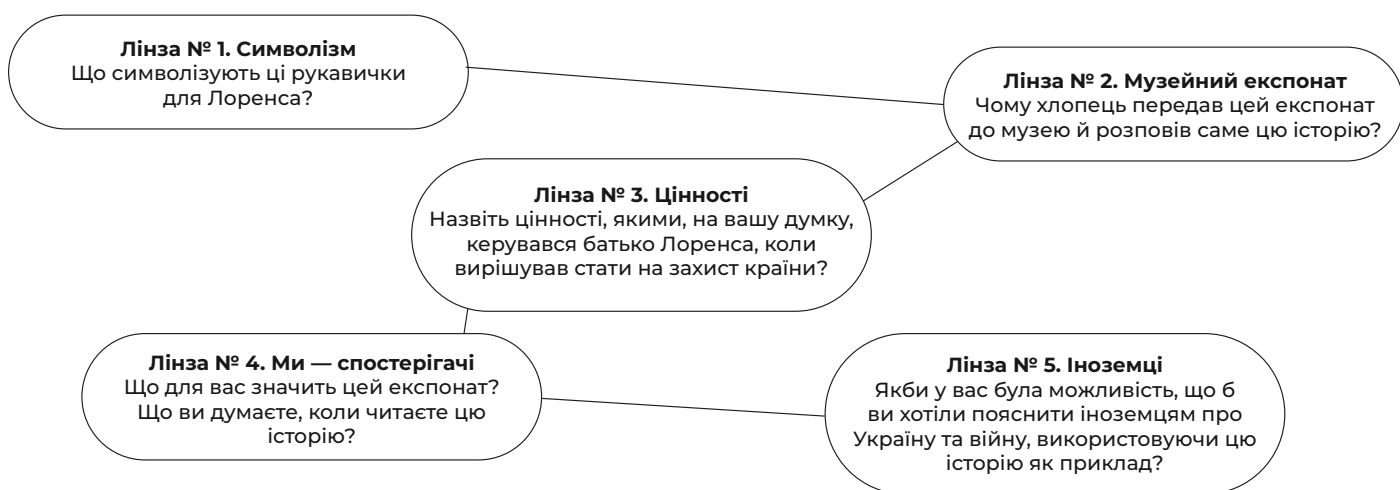 Лінза № 1. Символізм
Що символізують ці рукавички
для Лоренса?
Лінза № 2. Музейний експонат
Чому хлопець передав цей експонат
до музею й розповів саме цю історію?
Лінза № 3. Цінності
Назвіть цінності, якими, на вашу думку,
керувався батько Лоренса, коли
вирішував стати на захист країни?
Лінза № 4. Ми — спостерігачі
Що для вас значить цей експонат?
Що ви думаєте, коли читаєте цю
історію?
Лінза № 5. Іноземці
Якби у вас була можливість, що б
ви хотіли пояснити іноземцям про
Україну та війну, використовуючи цю
історію як приклад?